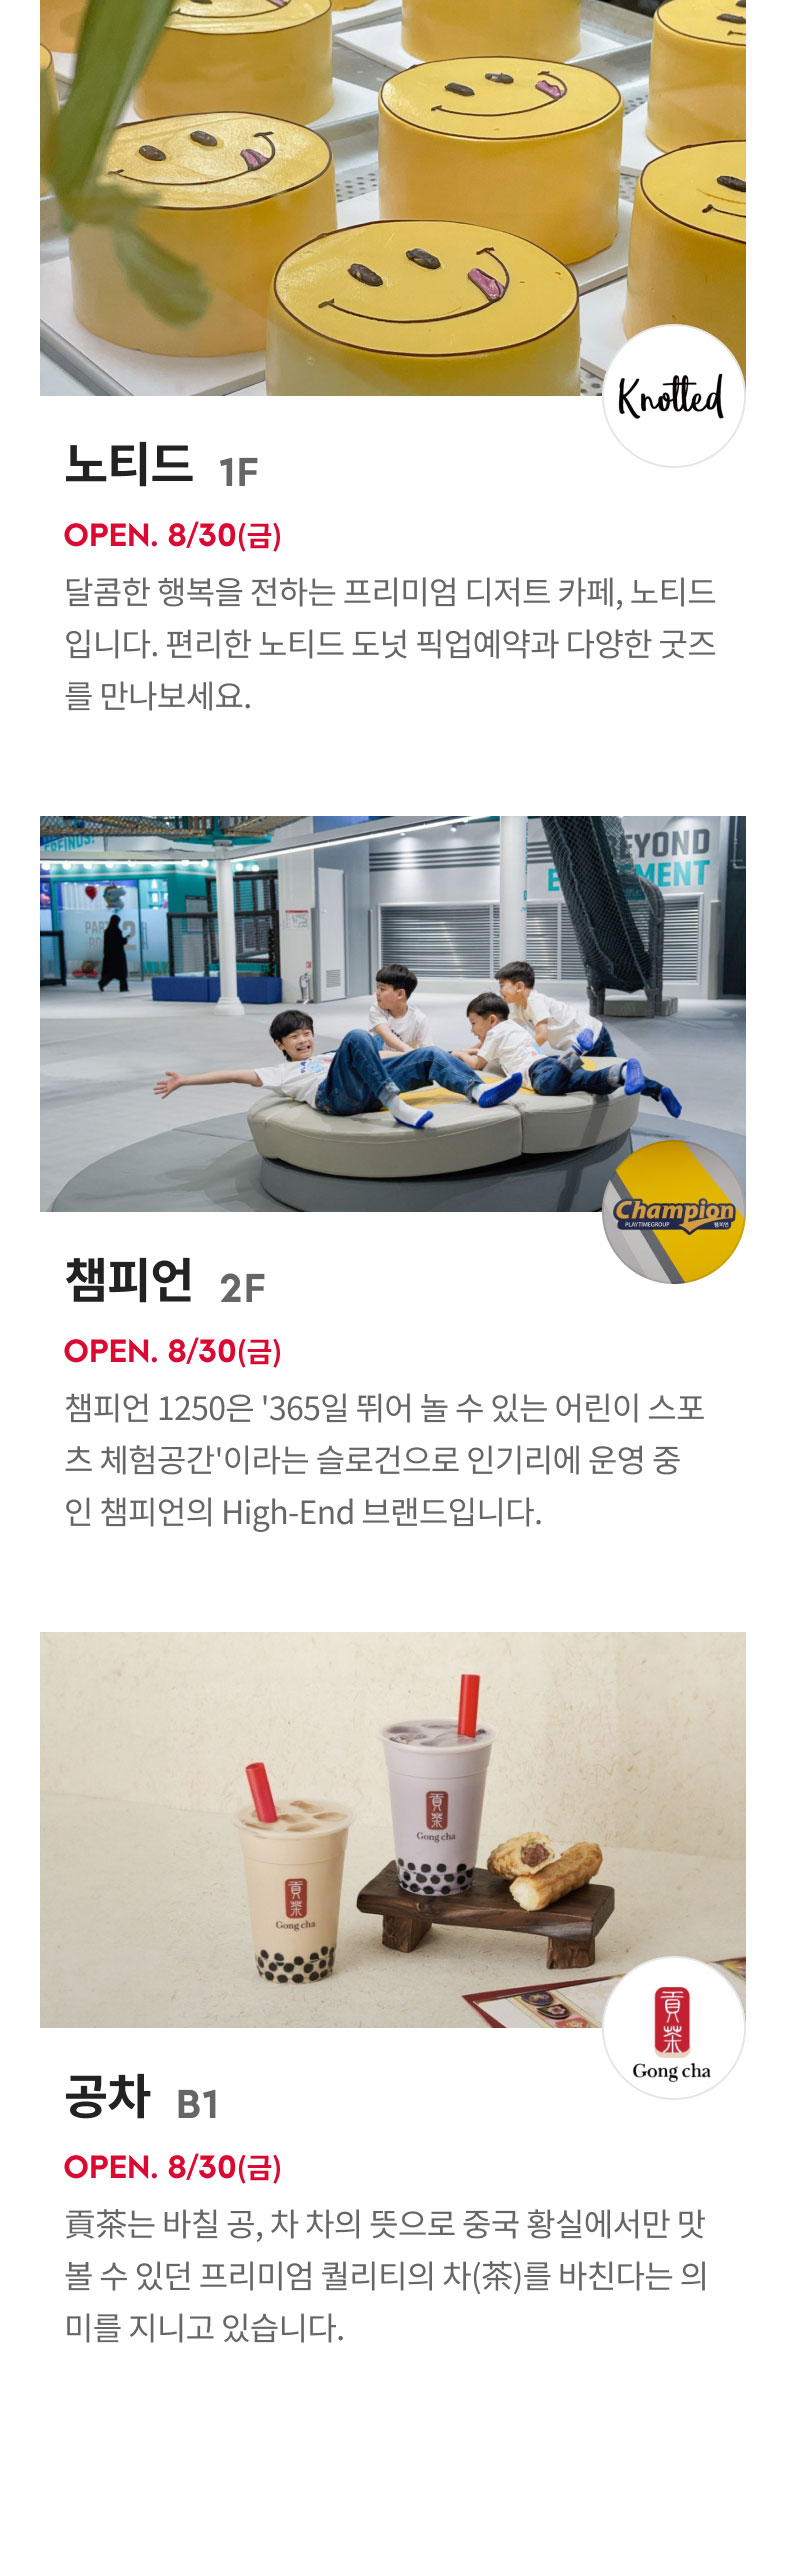 Knotted
노티드 1F
OPEN. 8/30(금)
달콤한 행복을 전하는 프리미엄 디저트 카페, 노티드
입니다. 편리한 노티드 도넛 픽업예약과 다양한 굿즈
를 만나보세요.
BEYOND
Champion
PLAYTIMEGROUP 챔피언
챔피언 2F
OPEN. 8/30(금)
챔피언 1250은 '365일 뛰어 놀 수 있는 어린이 스포
츠 체험공간'이라는 슬로건으로 인기리에 운영 중
인 챔피언의 High-End 브랜드입니다.
貢茶
Gong cha
貢茶
Gong cha
貢茶
Gong cha
공차 B1
OPEN. 8/30(금)
貢茶는 바칠 공, 차 차의 뜻으로 중국 황실에서만 맛
볼 수 있던 프리미엄 퀄리티의 차(茶)를 바친다는 의
미를 지니고 있습니다.